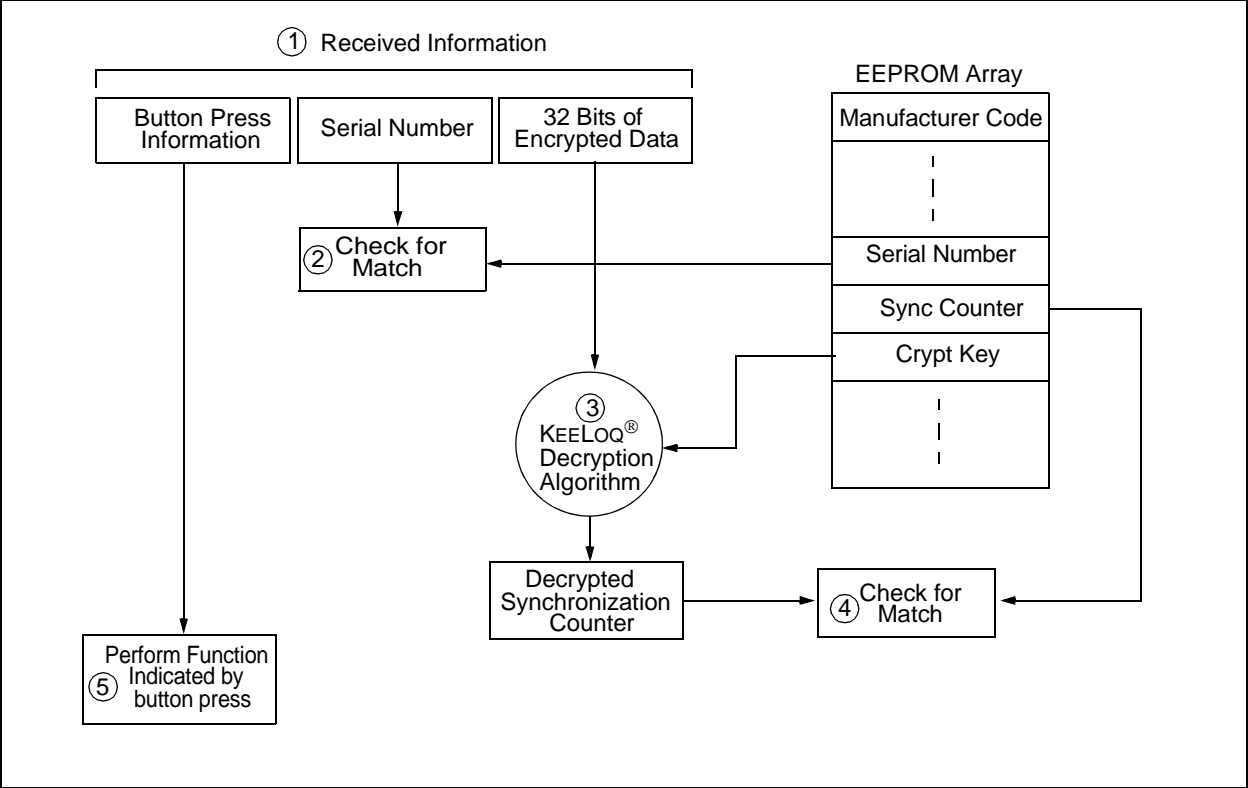 ① Received Information
EEPROM Array
Button Press
Information
Serial Number
32 Bits of
Encrypted Data
Manufacturer Code
Serial Number
Sync Counter
Crypt Key
② Check for
Match
③
KEELOQ®
Decryption
Algorithm
Decrypted
Synchronization
Counter
④ Check for
Match
Perform Function
⑤ Indicated by
button press